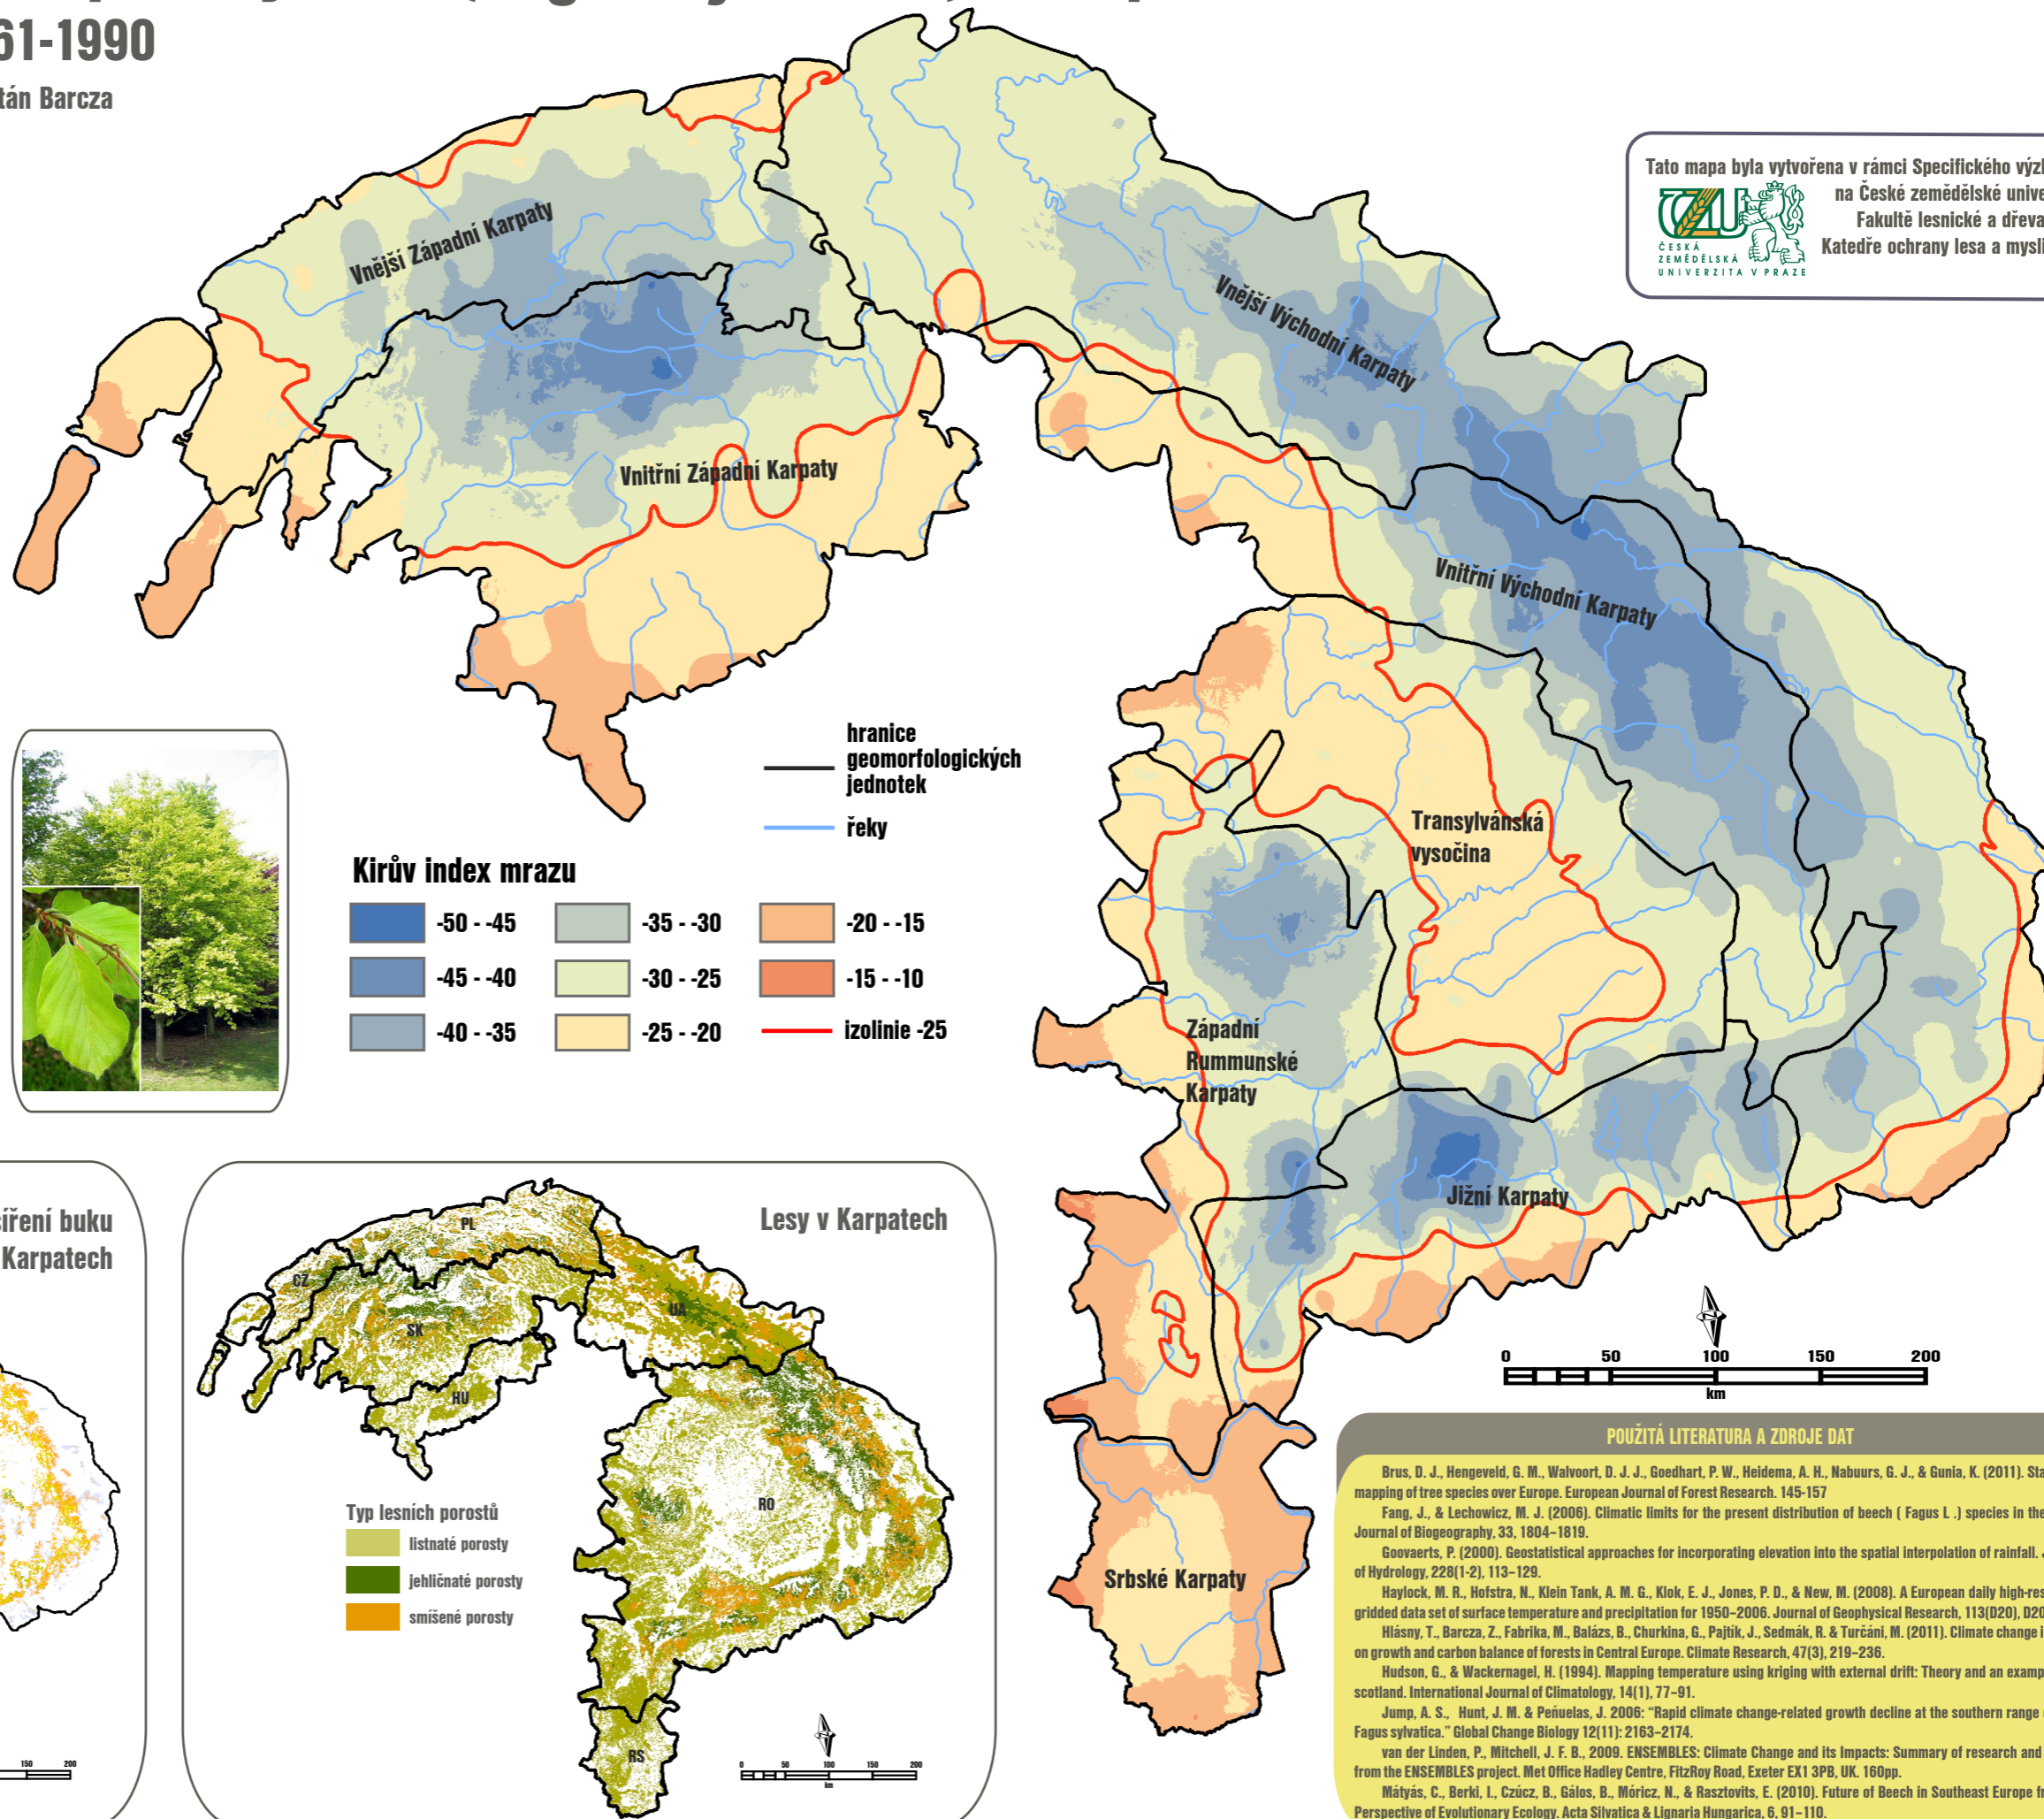 61-1990
tán Barcza
Tato mapa byla vytvořena v rámci Specifického
na České zemědělské
Fakultě lesnické a
Katedře ochrany lesa a
ČESKÁ
ZEMĚDĚLSKÁ
UNIVERZITA V PRAZE
Vnější Západní Karpaty
Vnější Východní Karpaty
Vnitřní Západní Karpaty
Vnitřní Východní Karpaty
Transylvánská
vysočina
Západní
Rummunské
Karpaty
Jižní Karpaty
Srbské Karpaty
hranice
geomorfologických
jednotek
řeky
Kirův index mrazu
-50 - -45
-45 - -40
-40 - -35
-35 - -30
-30 - -25
-25 - -20
-20 - -15
-15 - -10
izolinie -25
0 50 100 150 200
km
íření buku
Karpatech
150 200
Lesy v Karpatech
PL
CZ
SK
UA
HU
RO
RS
Typ lesních porostů
listnaté porosty
jehličnaté porosty
smíšené porosty
0 50 100 150 200
km
POUŽITÁ LITERATURA A ZDROJE DAT
Brus, D. J., Hengeveld, G. M., Walvoort, D. J. J., Goedhart, P. W., Heidema, A. H., Nabuurs, G. J., & Gunia, K. (2011). Sta
mapping of tree species over Europe. European Journal of Forest Research. 145-157
Fang, J., & Lechowicz, M. J. (2006). Climatic limits for the present distribution of beech ( Fagus L .) species in the
Journal of Biogeography, 33, 1804–1819.
Goovaerts, P. (2000). Geostatistical approaches for incorporating elevation into the spatial interpolation of rainfall.
of Hydrology, 228(1-2), 113–129.
Haylock, M. R., Hofstra, N., Klein Tank, A. M. G., Klok, E. J., Jones, P. D., & New, M. (2008). A European daily high-res
gridded data set of surface temperature and precipitation for 1950–2006. Journal of Geophysical Research, 113(D20), D20
Hlásny, T., Barcza, Z., Fabrika, M., Balázs, B., Churkina, G., Pajtík, J., Sedmák, R. & Turčáni, M. (2011). Climate change i
on growth and carbon balance of forests in Central Europe. Climate Research, 47(3), 219–236.
Hudson, G., & Wackernagel, H. (1994). Mapping temperature using kriging with external drift: Theory and an examp
scotland. International Journal of Climatology, 14(1), 77–91.
Jump, A. S., Hunt, J. M. & Peñuelas, J. 2006: “Rapid climate change-related growth decline at the southern range
Fagus sylvatica.” Global Change Biology 12(11): 2163–2174.
van der Linden, P., Mitchell, J. F. B., 2009. ENSEMBLES: Climate Change and its Impacts: Summary of research and
from the ENSEMBLES project. Met Office Hadley Centre, FitzRoy Road, Exeter EX1 3PB, UK. 160pp.
Mátyás, C., Berki, I., Czúcz, B., Gálos, B., Móricz, N., & Rasztovits, E. (2010). Future of Beech in Southeast Europe
Perspective of Evolutionary Ecology. Acta Silvatica & Lignaria Hungarica, 6, 91–110.